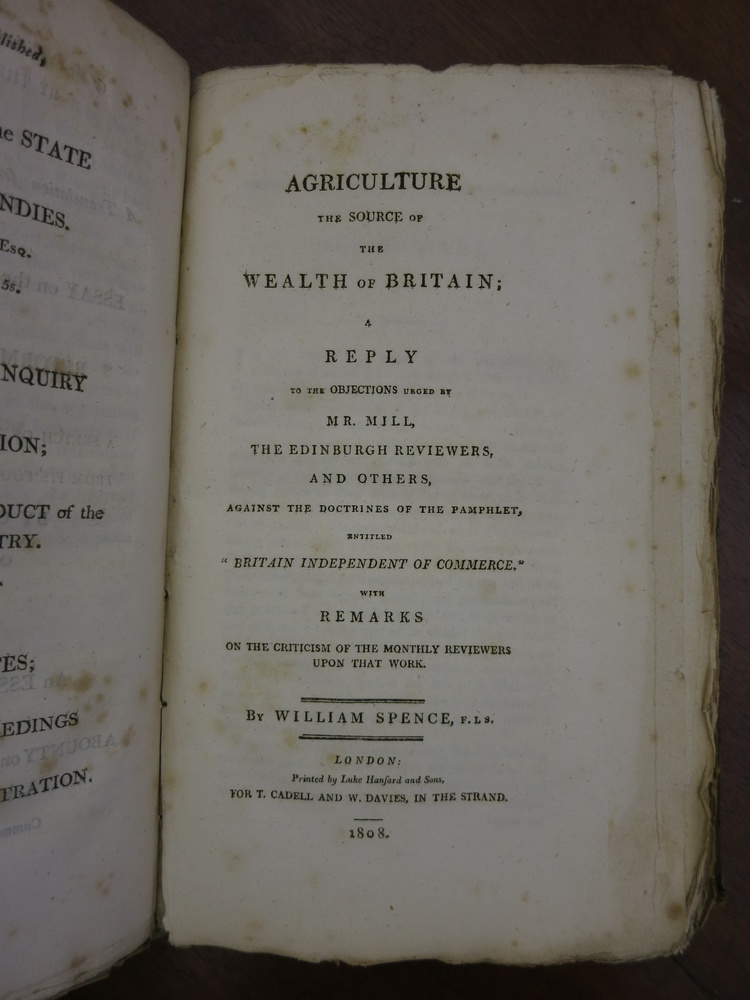 lished,
STATE
NDIES.
Esq.
5s.
NQUIRY
ION;
DUCT of the
TRY.
ES;
EEDINGS
TRATION.
AGRICULTURE
THE SOURCE OF
THE
WEALTH OF BRITAIN;
A
REPLY
TO THE OBJECTIONS URGED BY
MR. MILL,
THE EDINBURGH REVIEWERS,
AND OTHERS,
AGAINST THE DOCTRINES OF THE PAMPHLET,
ENTITLED
"BRITAIN INDEPENDENT OF COMMERCE."
WITH
REMARKS
ON THE CRITICISM OF THE MONTHLY REVIEWERS
UPON THAT WORK.
By WILLIAM SPENCE, F.L.S.
LONDON:
Printed by Luke Hanſard and Sons,
FOR T. CADELL AND W. DAVIES, IN THE STRAND.
1808.